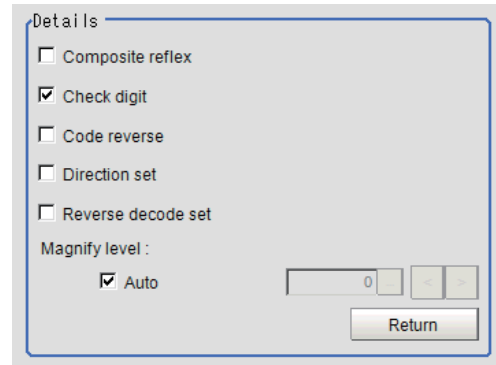 Details
Composite reflex
Check digit
Code reverse
Direction set
Reverse decode set
Magnify level :
Auto 0 ... < >
Return